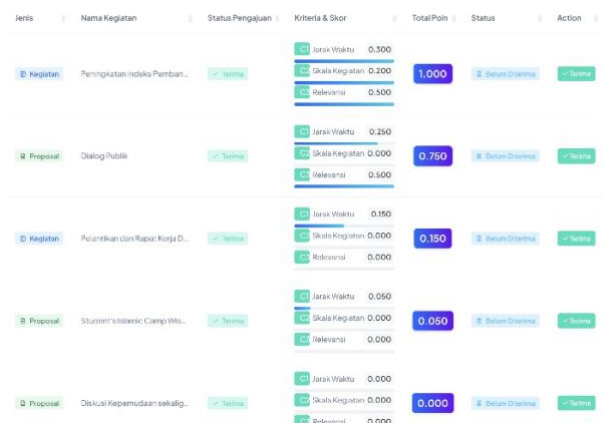 Jenis Nama Kegiatan Status Pengajuan Kriteria & Skor Total Poin Status Action
C1 Jarak Waktu 0.300
Kegiatan Peningkatan Indeks Pemban... Terima C2 Skala Kegiatan 0.200 1.000 Belum Diterima Terima
C3 Relevansi 0.500
C1 Jarak Waktu 0.250
Proposal Dialog Publik Terima C2 Skala Kegiatan 0.000 0.750 Belum Diterima Terima
C3 Relevansi 0.500
C1 Jarak Waktu 0.150
Kegiatan Pelantikan dan Rapat Kerja D... Terima C2 Skala Kegiatan 0.000 0.150 Belum Diterima Terima
C3 Relevansi 0.000
C1 Jarak Waktu 0.050
Proposal Student's Islamic Camp Wis... Terima C2 Skala Kegiatan 0.000 0.050 Belum Diterima Terima
C3 Relevansi 0.000
C1 Jarak Waktu 0.000
Proposal Diskusi Kepemudaan sekalig... Terima C2 Skala Kegiatan 0.000 0.000 Belum Diterima Terima
C3 Relevansi 0.000